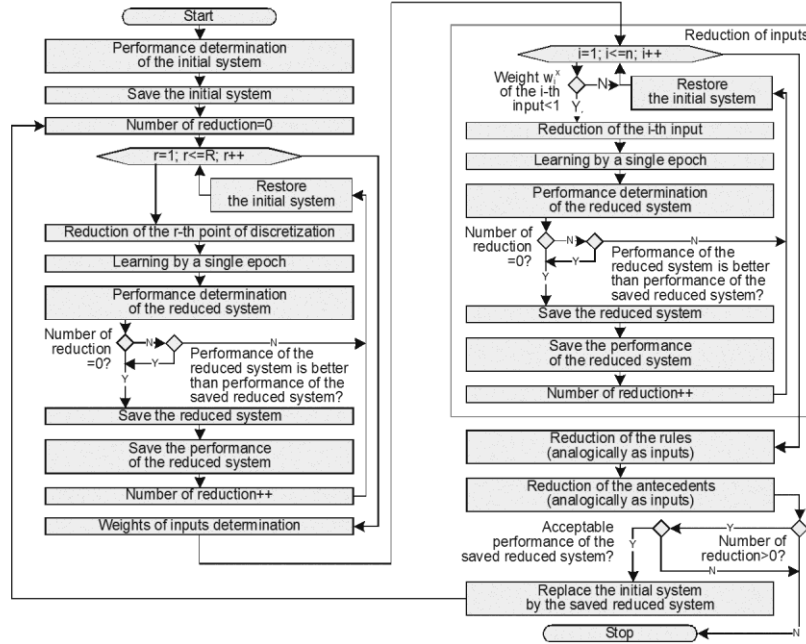 Start
Performance determination
of the initial system
Save the initial system
Number of reduction=0
r=1; r<=R; r++
Restore
the initial system
Reduction of the r-th point of discretization
Learning by a single epoch
Performance determination
of the reduced system
Number of
reduction
=0?
N
N
Y
Y
Performance of the
reduced system is better
than performance of the
saved reduced system?
Save the reduced system
Save the performance
of the reduced system
Number of reduction++
Weights of inputs determination
Reduction of inputs
i=1; i<=n; i++
Weight wᵢˣ
of the i-th
input<1
N
Y
Restore
the initial system
Reduction of the i-th input
Learning by a single epoch
Performance determination
of the reduced system
Number of
reduction
=0?
N
N
Y
Y
Performance of the
reduced system is better
than performance of the
saved reduced system?
Save the reduced system
Save the performance
of the reduced system
Number of reduction++
Reduction of the rules
(analogically as inputs)
Reduction of the antecedents
(analogically as inputs)
Acceptable
performance of the
saved reduced system?
Y
Y
N
Number of
reduction>0?
Replace the initial system
by the saved reduced system
N
Stop